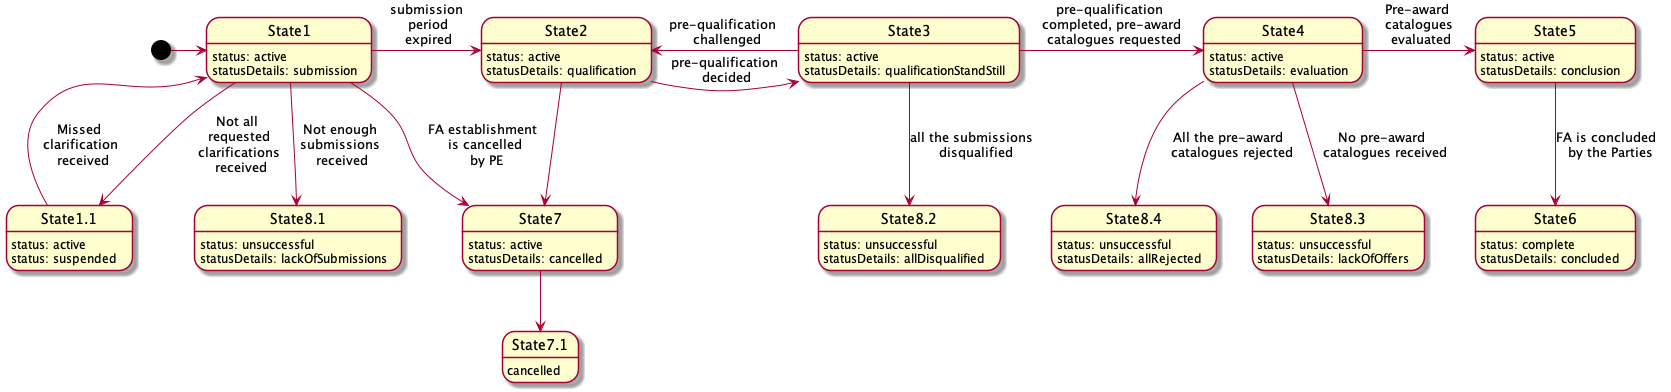 State1
status: active
statusDetails: submission
submission
period
expired
State2
status: active
statusDetails: qualification
pre-qualification
challenged
pre-qualification
decided
State3
status: active
statusDetails: qualificationStandStill
pre-qualification
completed, pre-award
catalogues requested
State4
status: active
statusDetails: evaluation
Pre-award
catalogues
evaluated
State5
status: active
statusDetails: conclusion
Missed
clarification
received
Not all
requested
clarifications
received
Not enough
submissions
received
FA establishment
is cancelled
by PE
all the submissions
disqualified
All the pre-award
catalogues rejected
No pre-award
catalogues received
FA is concluded
by the Parties
State1.1
status: active
status: suspended
State8.1
status: unsuccessful
statusDetails: lackOfSubmissions
State7
status: active
statusDetails: cancelled
State8.2
status: unsuccessful
statusDetails: allDisqualified
State8.4
status: unsuccessful
statusDetails: allRejected
State8.3
status: unsuccessful
statusDetails: lackOfOffers
State6
status: complete
statusDetails: concluded
State7.1
cancelled